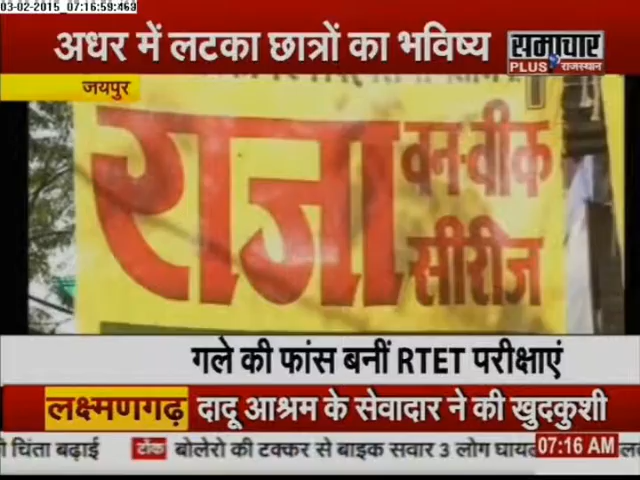 03-02-2015_07:16:59:469
अधर में लटका छात्रों का भविष्य
समाचार
PLUS राजस्थान
जयपुर
राजा
वन-वीक
सीरीज
गले की फांस बनीं RTET परीक्षाएं
लक्ष्मणगढ़ दादू आश्रम के सेवादार ने की खुदकुशी
चिंता बढ़ाई टोंक बोलेरो की टक्कर से बाइक सवार 3 लोग घायल 07:16 AM